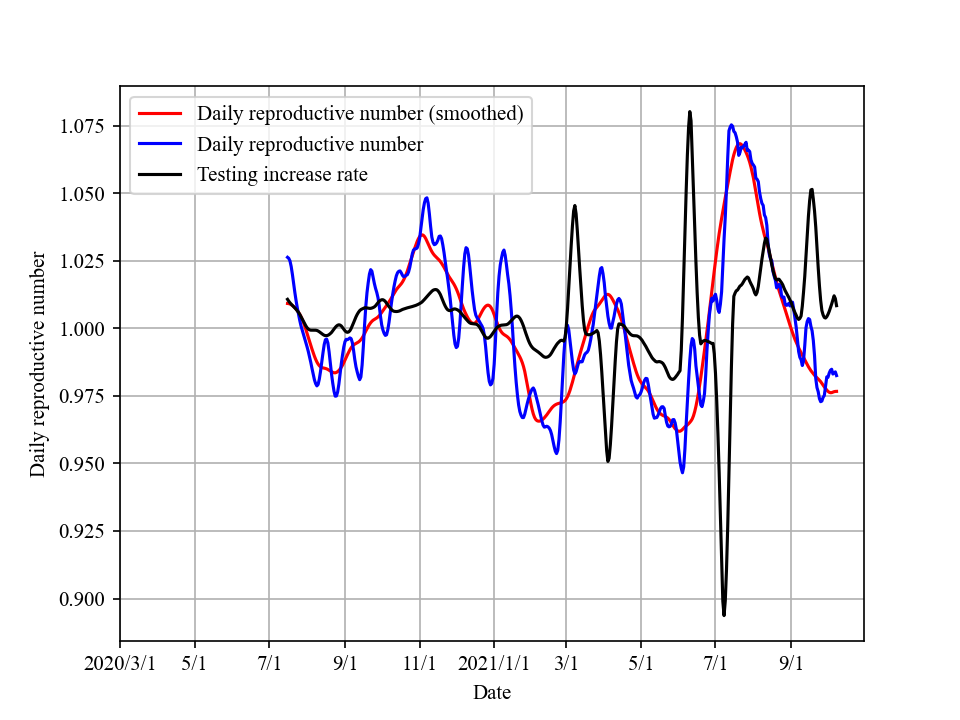 Daily reproductive number (smoothed)
Daily reproductive number
Testing increase rate
1.075
1.050
1.025
1.000
0.975
0.950
0.925
0.900
Daily reproductive number
2020/3/1 5/1 7/1 9/1 11/1 2021/1/1 3/1 5/1 7/1 9/1
Date